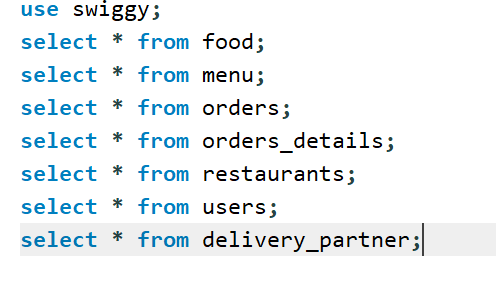 use swiggy;
select * from food;
select * from menu;
select * from orders;
select * from orders_details;
select * from restaurants;
select * from users;
select * from delivery_partner;